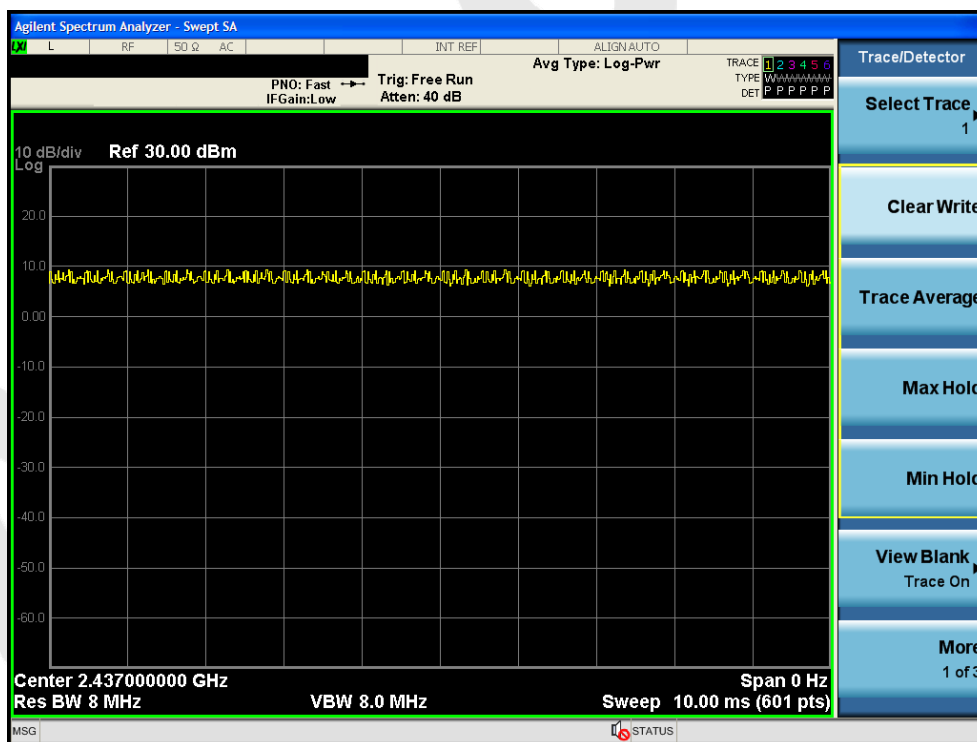 Agilent Spectrum Analyzer - Swept SA
LXI L RF 50 Ω AC INT REF ALIGN AUTO
Avg Type: Log-Pwr
TRACE 1 2 3 4 5 6
PNO: Fast Trig: Free Run
TYPE W
IFGain:Low Atten: 40 dB
DET P P P P P P
10 dB/div Ref 30.00 dBm
Log
20.0
10.0
0.00
-10.0
-20.0
-30.0
-40.0
-50.0
-60.0
Center 2.437000000 GHz Span 0 Hz
Res BW 8 MHz VBW 8.0 MHz Sweep 10.00 ms (601 pts)
MSG STATUS
Trace/Detector
Select Trace
1
Clear Write
Trace Average
Max Hold
Min Hold
View Blank
Trace On
More
1 of 3